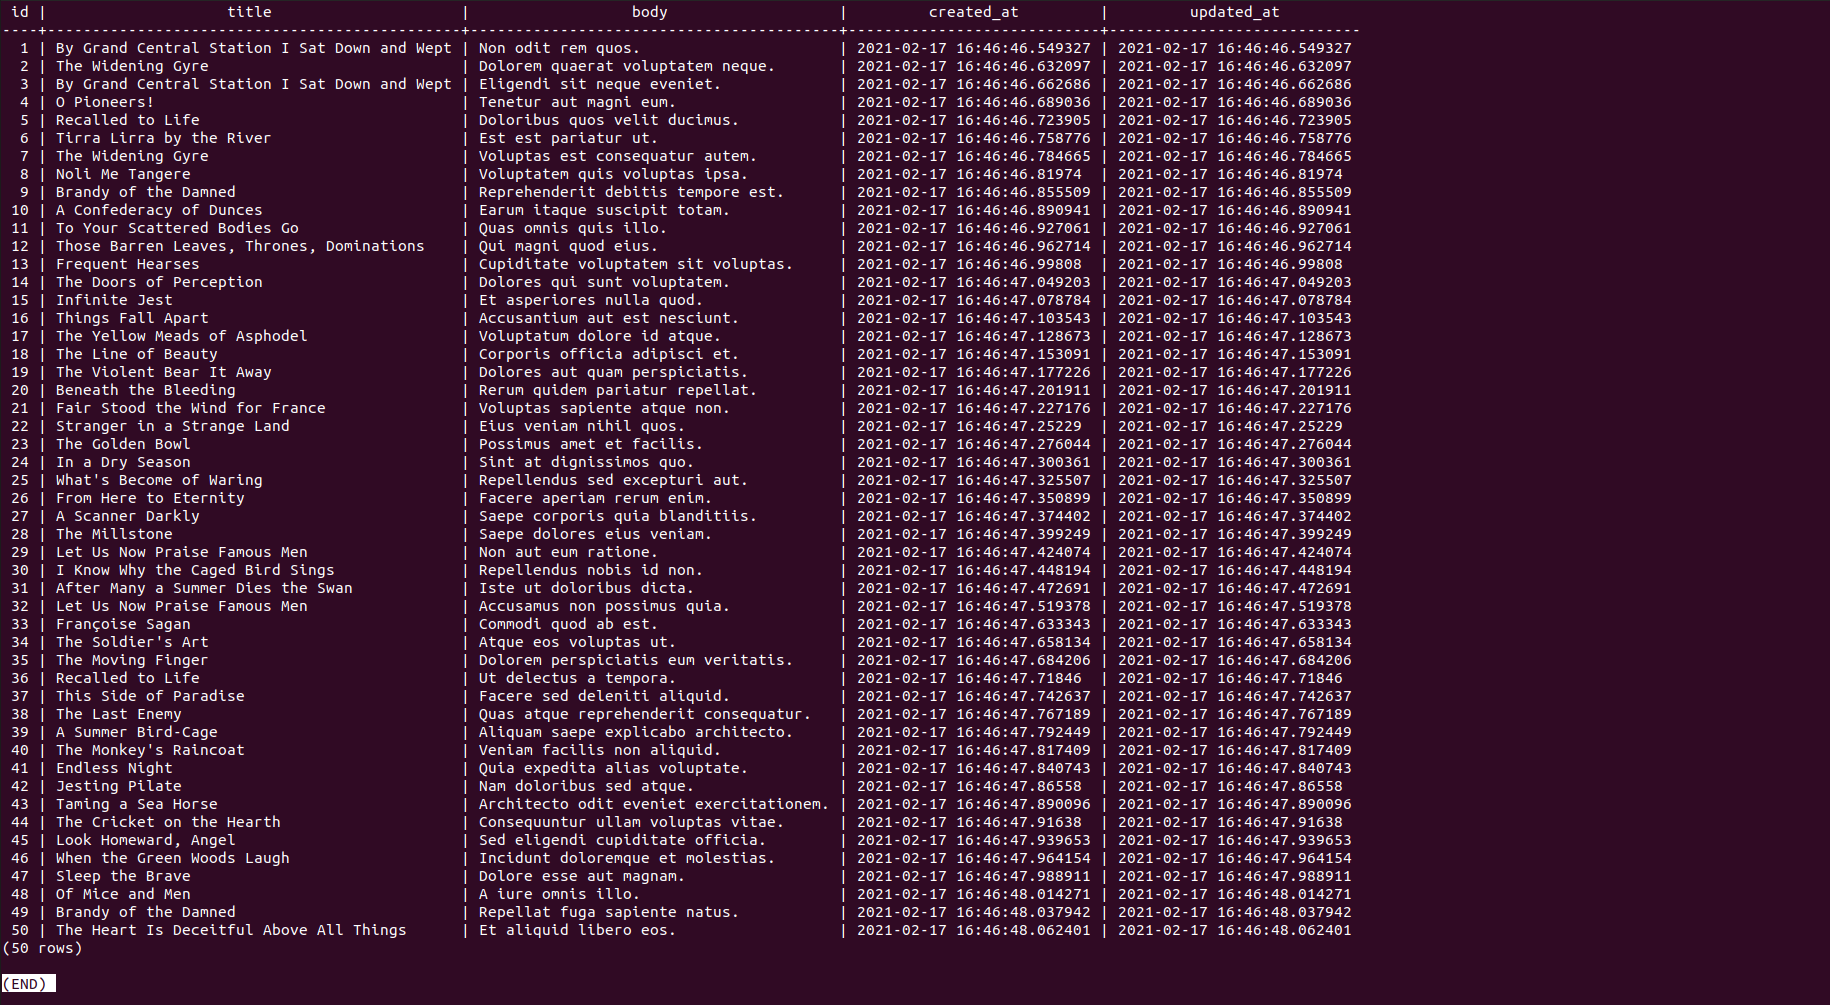 id |                    title                     |                  body                   |         created_at         |         updated_at
----+----------------------------------------------+-----------------------------------------+----------------------------+----------------------------
  1 | By Grand Central Station I Sat Down and Wept | Non odit rem quos.                      | 2021-02-17 16:46:46.549327 | 2021-02-17 16:46:46.549327
  2 | The Widening Gyre                            | Dolorem quaerat voluptatem neque.       | 2021-02-17 16:46:46.632097 | 2021-02-17 16:46:46.632097
  3 | By Grand Central Station I Sat Down and Wept | Eligendi sit neque eveniet.             | 2021-02-17 16:46:46.662686 | 2021-02-17 16:46:46.662686
  4 | O Pioneers!                                  | Tenetur aut magni eum.                  | 2021-02-17 16:46:46.689036 | 2021-02-17 16:46:46.689036
  5 | Recalled to Life                             | Doloribus quos velit ducimus.           | 2021-02-17 16:46:46.723905 | 2021-02-17 16:46:46.723905
  6 | Tirra Lirra by the River                     | Est est pariatur ut.                    | 2021-02-17 16:46:46.758776 | 2021-02-17 16:46:46.758776
  7 | The Widening Gyre                            | Voluptas est consequatur autem.         | 2021-02-17 16:46:46.784665 | 2021-02-17 16:46:46.784665
  8 | Noli Me Tangere                              | Voluptatem quis voluptas ipsa.          | 2021-02-17 16:46:46.81974  | 2021-02-17 16:46:46.81974
  9 | Brandy of the Damned                         | Reprehenderit debitis tempore est.      | 2021-02-17 16:46:46.855509 | 2021-02-17 16:46:46.855509
 10 | A Confederacy of Dunces                      | Earum itaque suscipit totam.            | 2021-02-17 16:46:46.890941 | 2021-02-17 16:46:46.890941
 11 | To Your Scattered Bodies Go                  | Quas omnis quis illo.                   | 2021-02-17 16:46:46.927061 | 2021-02-17 16:46:46.927061
 12 | Those Barren Leaves, Thrones, Dominations    | Qui magni quod eius.                    | 2021-02-17 16:46:46.962714 | 2021-02-17 16:46:46.962714
 13 | Frequent Hearses                             | Cupiditate voluptatem sit voluptas.     | 2021-02-17 16:46:46.99808  | 2021-02-17 16:46:46.99808
 14 | The Doors of Perception                      | Dolores qui sunt voluptatem.            | 2021-02-17 16:46:47.049203 | 2021-02-17 16:46:47.049203
 15 | Infinite Jest                                | Et asperiores nulla quod.               | 2021-02-17 16:46:47.078784 | 2021-02-17 16:46:47.078784
 16 | Things Fall Apart                            | Accusantium aut est nesciunt.           | 2021-02-17 16:46:47.103543 | 2021-02-17 16:46:47.103543
 17 | The Yellow Meads of Asphodel                 | Voluptatum dolore id atque.             | 2021-02-17 16:46:47.128673 | 2021-02-17 16:46:47.128673
 18 | The Line of Beauty                           | Corporis officia adipisci et.           | 2021-02-17 16:46:47.153091 | 2021-02-17 16:46:47.153091
 19 | The Violent Bear It Away                     | Dolores aut quam perspiciatis.          | 2021-02-17 16:46:47.177226 | 2021-02-17 16:46:47.177226
 20 | Beneath the Bleeding                         | Rerum quidem pariatur repellat.         | 2021-02-17 16:46:47.201911 | 2021-02-17 16:46:47.201911
 21 | Fair Stood the Wind for France               | Voluptas sapiente atque non.            | 2021-02-17 16:46:47.227176 | 2021-02-17 16:46:47.227176
 22 | Stranger in a Strange Land                   | Eius veniam nihil quos.                 | 2021-02-17 16:46:47.25229  | 2021-02-17 16:46:47.25229
 23 | The Golden Bowl                              | Possimus amet et facilis.               | 2021-02-17 16:46:47.276044 | 2021-02-17 16:46:47.276044
 24 | In a Dry Season                              | Sint at dignissimos quo.                | 2021-02-17 16:46:47.300361 | 2021-02-17 16:46:47.300361
 25 | What's Become of Waring                      | Repellendus sed excepturi aut.          | 2021-02-17 16:46:47.325507 | 2021-02-17 16:46:47.325507
 26 | From Here to Eternity                        | Facere aperiam rerum enim.              | 2021-02-17 16:46:47.350899 | 2021-02-17 16:46:47.350899
 27 | A Scanner Darkly                             | Saepe corporis quia blanditiis.         | 2021-02-17 16:46:47.374402 | 2021-02-17 16:46:47.374402
 28 | The Millstone                                | Saepe dolores eius veniam.              | 2021-02-17 16:46:47.399249 | 2021-02-17 16:46:47.399249
 29 | Let Us Now Praise Famous Men                 | Non aut eum ratione.                    | 2021-02-17 16:46:47.424074 | 2021-02-17 16:46:47.424074
 30 | I Know Why the Caged Bird Sings              | Repellendus nobis id non.               | 2021-02-17 16:46:47.448194 | 2021-02-17 16:46:47.448194
 31 | After Many a Summer Dies the Swan            | Iste ut doloribus dicta.                | 2021-02-17 16:46:47.472691 | 2021-02-17 16:46:47.472691
 32 | Let Us Now Praise Famous Men                 | Accusamus non possimus quia.            | 2021-02-17 16:46:47.519378 | 2021-02-17 16:46:47.519378
 33 | Françoise Sagan                              | Commodi quod ab est.                    | 2021-02-17 16:46:47.633343 | 2021-02-17 16:46:47.633343
 34 | The Soldier's Art                            | Atque eos voluptas ut.                  | 2021-02-17 16:46:47.658134 | 2021-02-17 16:46:47.658134
 35 | The Moving Finger                            | Dolorem perspiciatis eum veritatis.     | 2021-02-17 16:46:47.684206 | 2021-02-17 16:46:47.684206
 36 | Recalled to Life                             | Ut delectus a tempora.                  | 2021-02-17 16:46:47.71846  | 2021-02-17 16:46:47.71846
 37 | This Side of Paradise                        | Facere sed deleniti aliquid.            | 2021-02-17 16:46:47.742637 | 2021-02-17 16:46:47.742637
 38 | The Last Enemy                               | Quas atque reprehenderit consequatur.   | 2021-02-17 16:46:47.767189 | 2021-02-17 16:46:47.767189
 39 | A Summer Bird-Cage                           | Aliquam saepe explicabo architecto.     | 2021-02-17 16:46:47.792449 | 2021-02-17 16:46:47.792449
 40 | The Monkey's Raincoat                        | Veniam facilis non aliquid.             | 2021-02-17 16:46:47.817409 | 2021-02-17 16:46:47.817409
 41 | Endless Night                                | Quia expedita alias voluptate.          | 2021-02-17 16:46:47.840743 | 2021-02-17 16:46:47.840743
 42 | Jesting Pilate                               | Nam doloribus sed atque.                | 2021-02-17 16:46:47.86558  | 2021-02-17 16:46:47.86558
 43 | Taming a Sea Horse                           | Architecto odit eveniet exercitationem. | 2021-02-17 16:46:47.890096 | 2021-02-17 16:46:47.890096
 44 | The Cricket on the Hearth                    | Consequuntur ullam voluptas vitae.      | 2021-02-17 16:46:47.91638  | 2021-02-17 16:46:47.91638
 45 | Look Homeward, Angel                         | Sed eligendi cupiditate officia.        | 2021-02-17 16:46:47.939653 | 2021-02-17 16:46:47.939653
 46 | When the Green Woods Laugh                   | Incidunt doloremque et molestias.       | 2021-02-17 16:46:47.964154 | 2021-02-17 16:46:47.964154
 47 | Sleep the Brave                              | Dolore esse aut magnam.                 | 2021-02-17 16:46:47.988911 | 2021-02-17 16:46:47.988911
 48 | Of Mice and Men                              | A iure omnis illo.                      | 2021-02-17 16:46:48.014271 | 2021-02-17 16:46:48.014271
 49 | Brandy of the Damned                         | Repellat fuga sapiente natus.           | 2021-02-17 16:46:48.037942 | 2021-02-17 16:46:48.037942
 50 | The Heart Is Deceitful Above All Things      | Et aliquid libero eos.                  | 2021-02-17 16:46:48.062401 | 2021-02-17 16:46:48.062401
(50 rows)
(END)